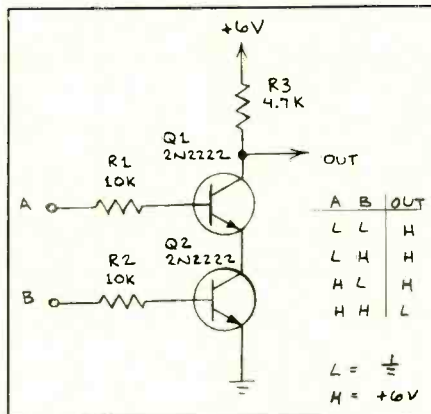 +6V
R3
4.7K
Q1
2N2222
OUT
R1
10K
A
Q2
2N2222
R2
10K
B
A B OUT
L L H
L H H
H L H
H H L
L = ⏚
H = +6V